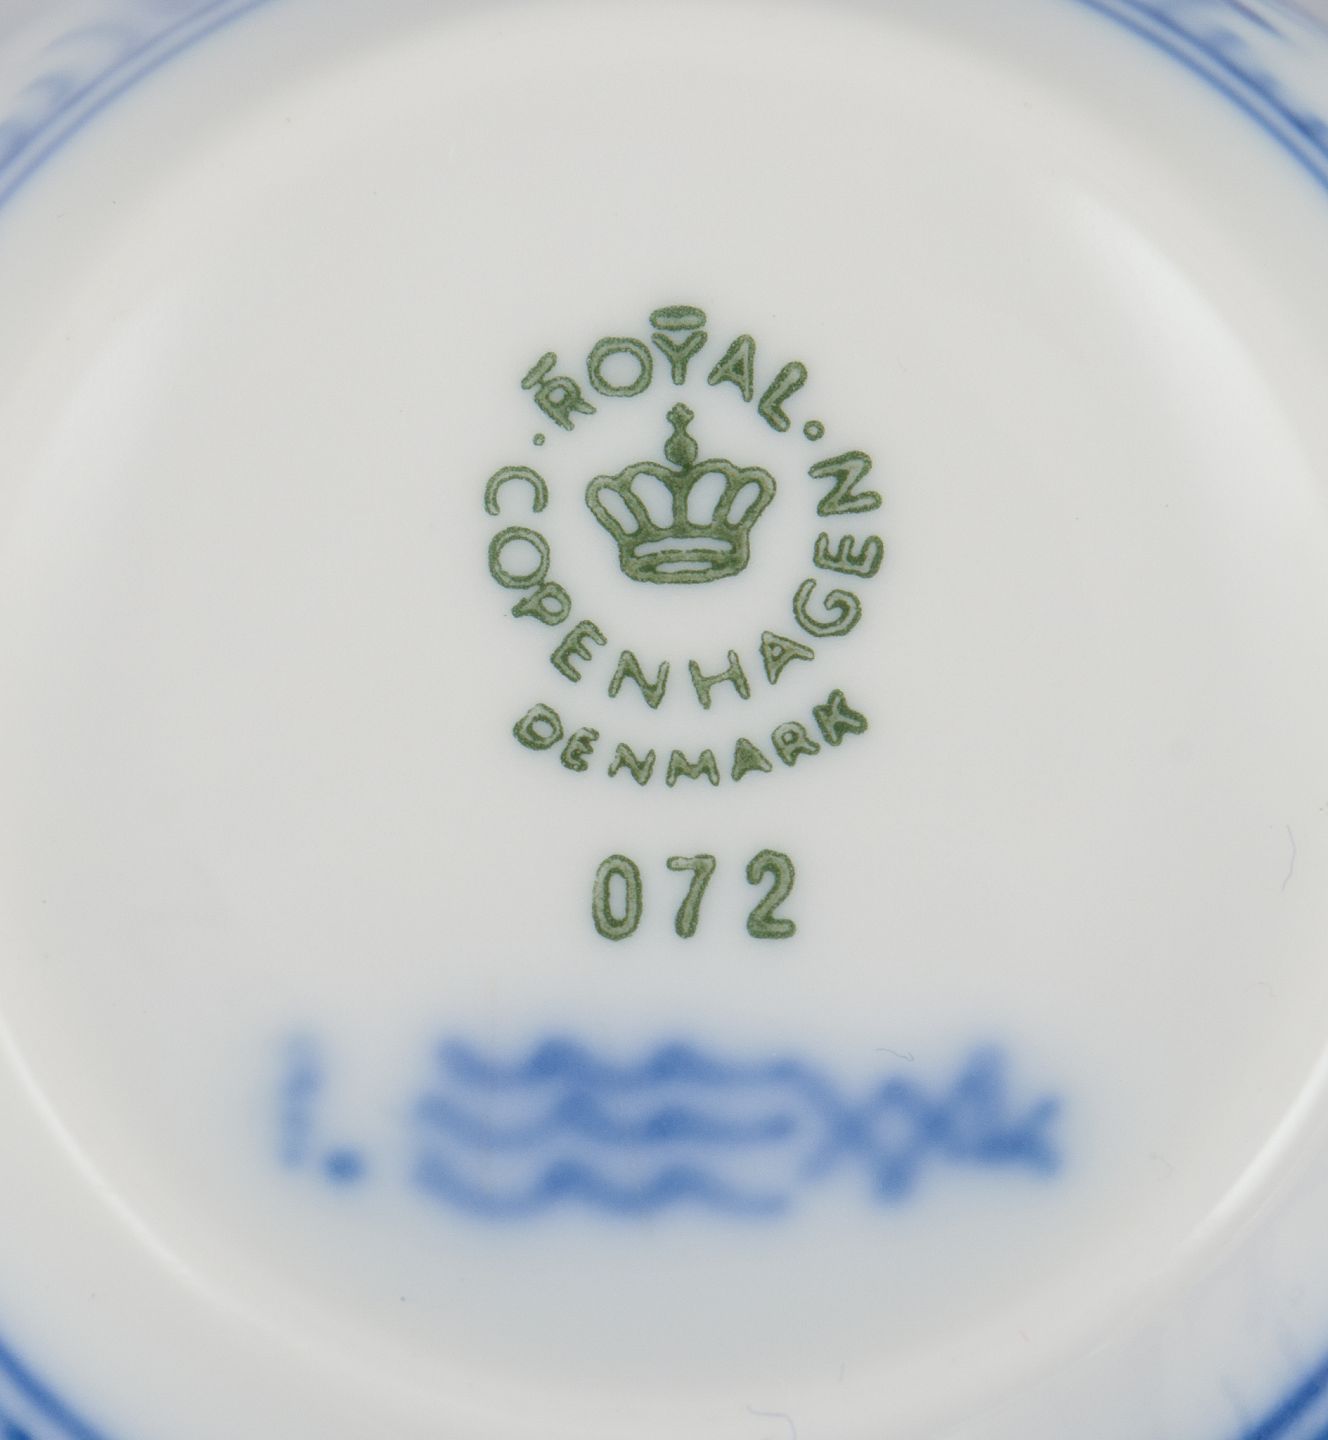 · ROYAL · COPENHAGEN
DENMARK
072